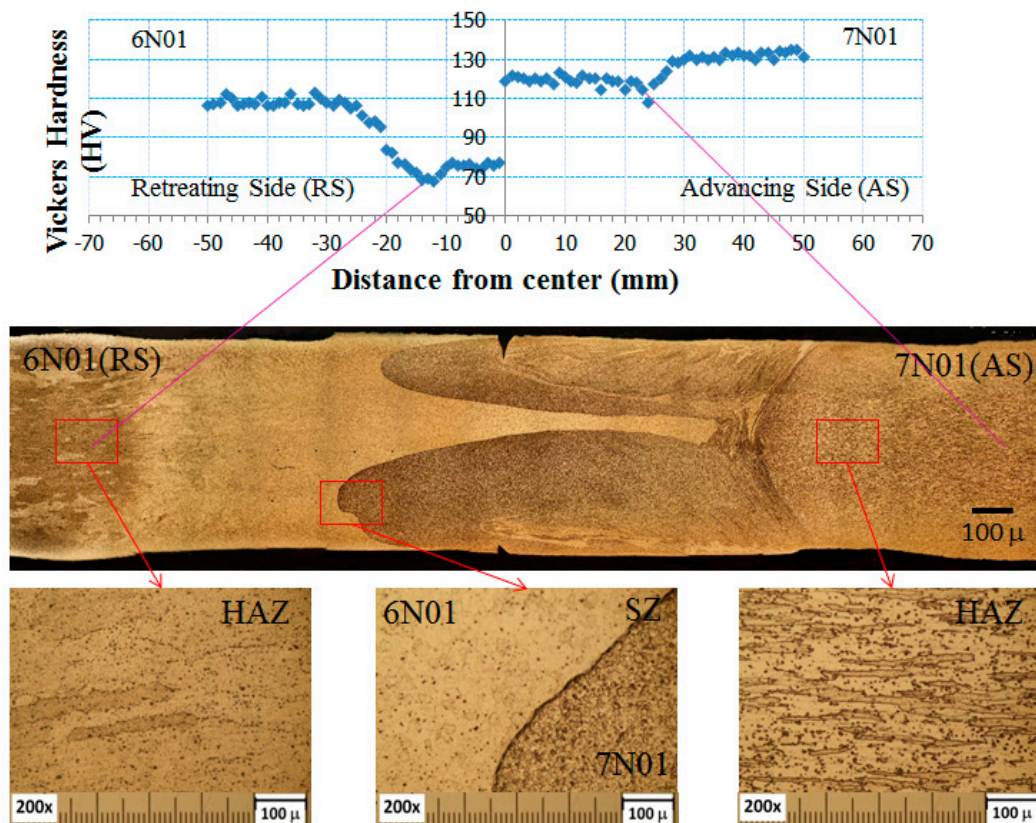 150
6N01
7N01
130
110
90
70
50
Vickers Hardness
(HV)
Retreating Side (RS)
Advancing Side (AS)
-70 -60 -50 -40 -30 -20 -10 0 10 20 30 40 50 60 70
Distance from center (mm)
6N01(RS)
7N01(AS)
100 µ
HAZ
6N01
SZ
7N01
HAZ
200x
100 µ
200x
100 µ
200x
100 µ